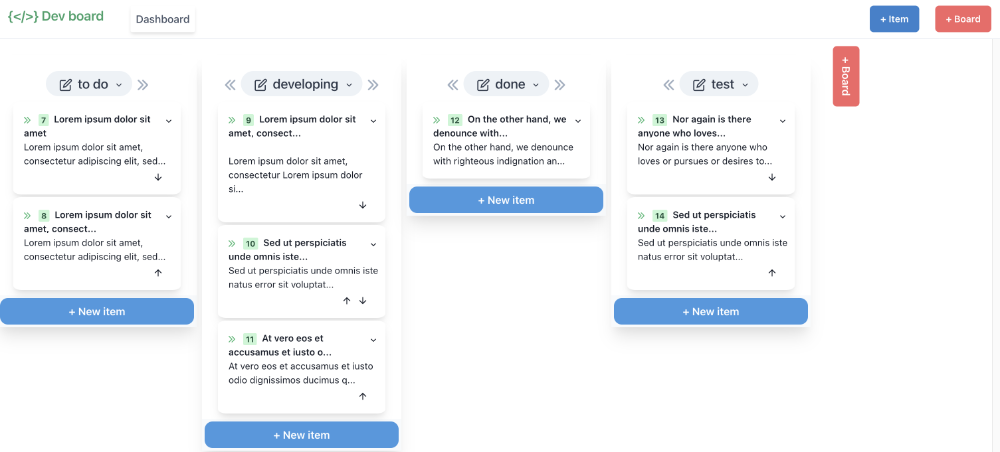 {</>} Dev board
Dashboard
+ Item
+ Board
to do
7 Lorem ipsum dolor sit
amet
Lorem ipsum dolor sit amet,
consectetur adipiscing elit, sed...
8 Lorem ipsum dolor sit
amet, consect...
Lorem ipsum dolor sit amet,
consectetur adipiscing elit, sed...
+ New item
developing
9 Lorem ipsum dolor sit
amet, consect...
Lorem ipsum dolor sit amet,
consectetur Lorem ipsum dolor
si...
10 Sed ut perspiciatis
unde omnis iste...
Sed ut perspiciatis unde omnis iste
natus error sit voluptat...
11 At vero eos et
accusamus et iusto o...
At vero eos et accusamus et iusto
odio dignissimos ducimus q...
+ New item
done
12 On the other hand, we
denounce with...
On the other hand, we denounce
with righteous indignation an...
+ New item
test
13 Nor again is there
anyone who loves...
Nor again is there anyone who
loves or pursues or desires to...
14 Sed ut perspiciatis
unde omnis iste...
Sed ut perspiciatis unde omnis iste
natus error sit voluptat...
+ New item
+ Board